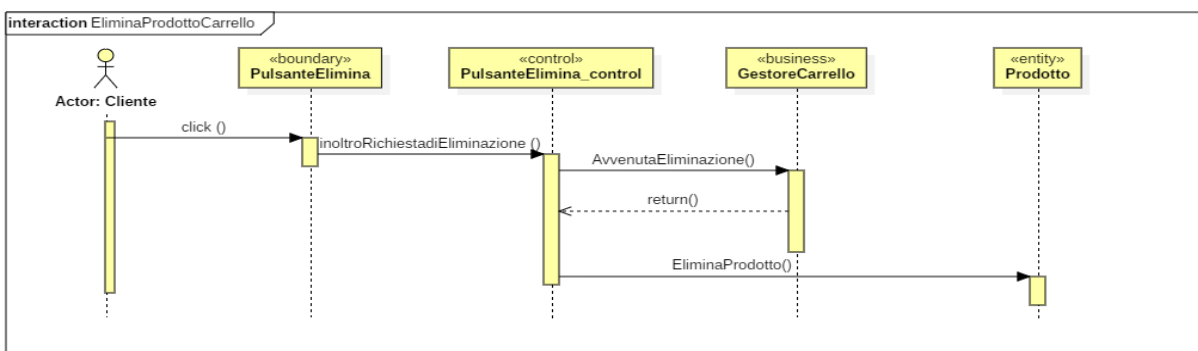 interaction EliminaProdottoCarrello
«boundary»
PulsanteElimina
«control»
PulsanteElimina_control
«business»
GestoreCarrello
«entity»
Prodotto
Actor: Cliente
click ()
inoltroRichiestadiEliminazione ()
AvvenutaEliminazione()
return()
EliminaProdotto()